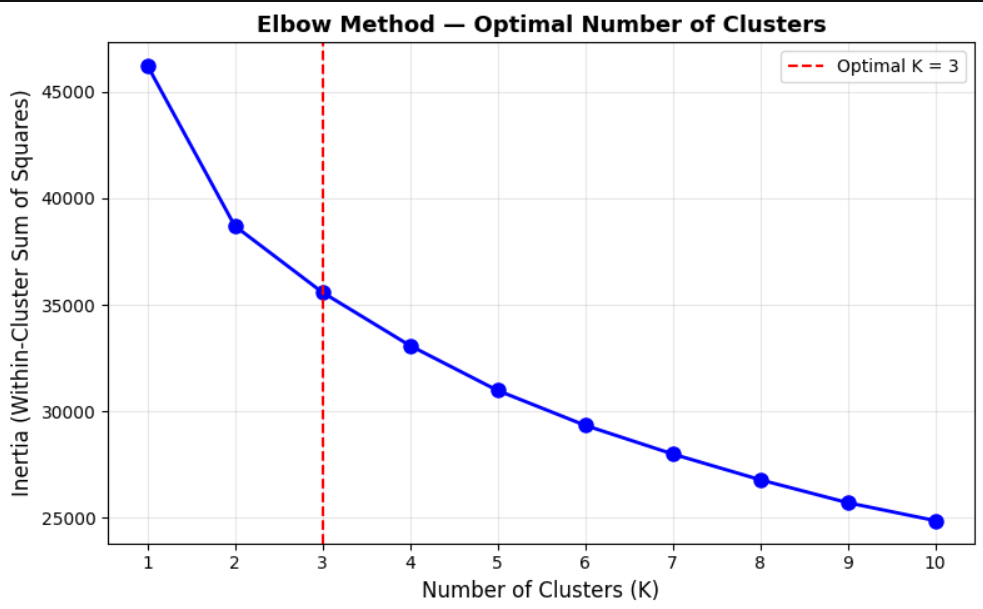 Elbow Method — Optimal Number of Clusters
Optimal K = 3
Inertia (Within-Cluster Sum of Squares)
45000
40000
35000
30000
25000
1 2 3 4 5 6 7 8 9 10
Number of Clusters (K)